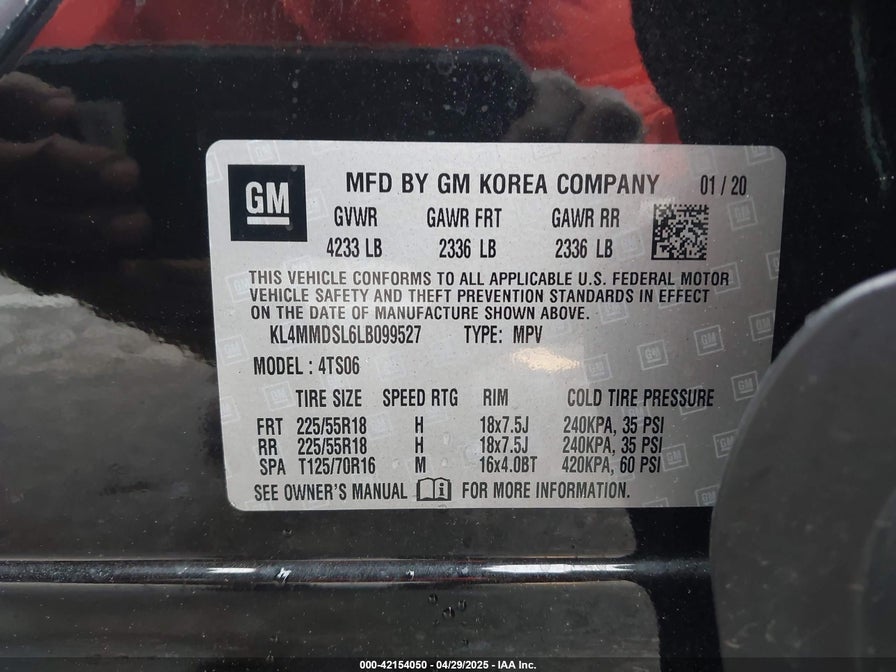 GM MFD BY GM KOREA COMPANY 01 / 20
GVWR GAWR FRT GAWR RR
4233 LB 2336 LB 2336 LB
THIS VEHICLE CONFORMS TO ALL APPLICABLE U.S. FEDERAL MOTOR
VEHICLE SAFETY AND THEFT PREVENTION STANDARDS IN EFFECT
ON THE DATE OF MANUFACTURE SHOWN ABOVE.
KL4MMDSL6LB099527 TYPE: MPV
MODEL : 4TS06
TIRE SIZE SPEED RTG RIM COLD TIRE PRESSURE
FRT 225/55R18 H 18x7.5J 240KPA, 35 PSI
RR 225/55R18 H 18x7.5J 240KPA, 35 PSI
SPA T125/70R16 M 16x4.0BT 420KPA, 60 PSI
SEE OWNER'S MANUAL FOR MORE INFORMATION.
000-42154050 - 04/29/2025 - IAA Inc.